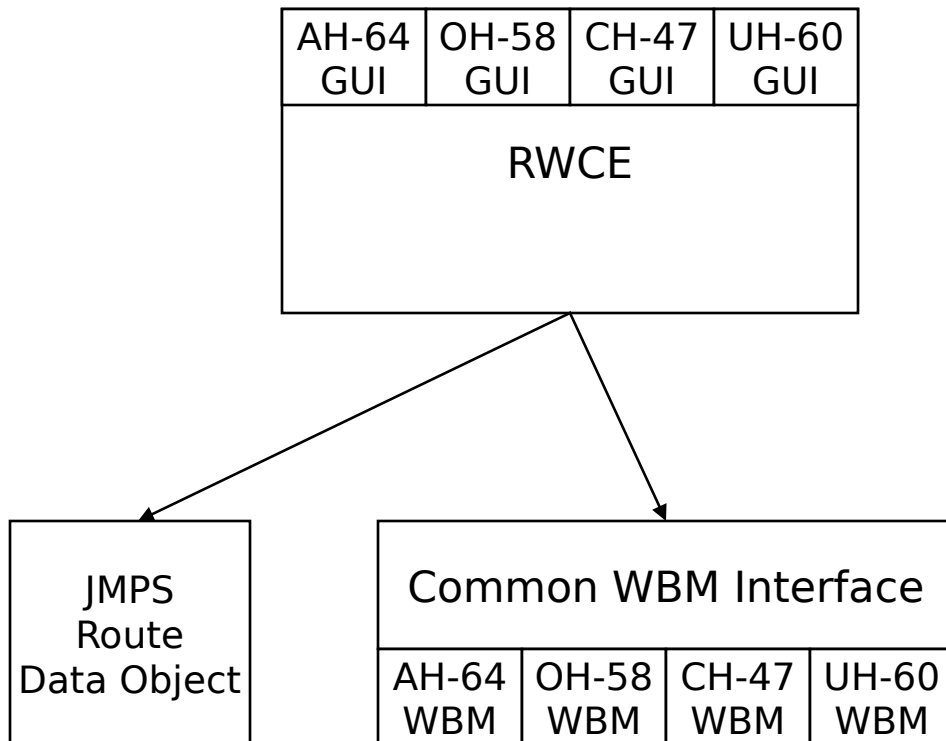 AH-64 OH-58 CH-47 UH-60
GUI GUI GUI GUI
RWCE
JMPS
Route
Data Object
Common WBM Interface
AH-64 OH-58 CH-47 UH-60
WBM WBM WBM WBM